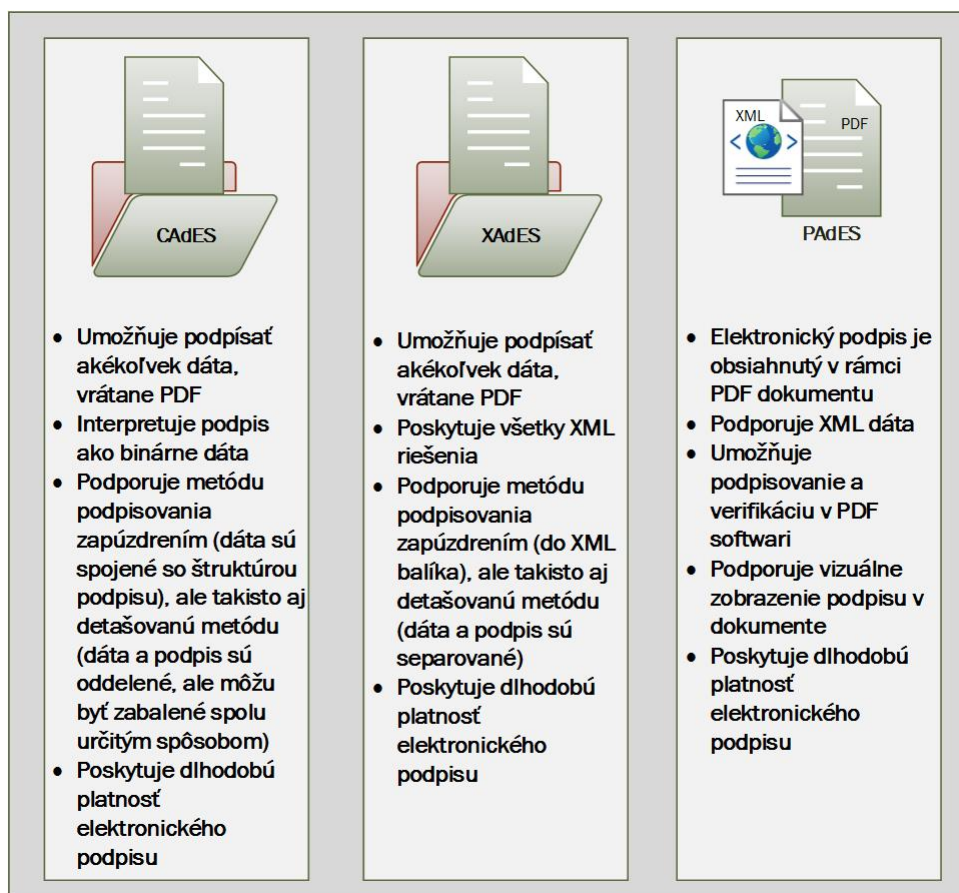 CAdES
• Umožňuje podpísať
akékoľvek dáta,
vrátane PDF
• Interpretuje podpis
ako binárne dáta
• Podporuje metódu
podpisovania
zapúzdrením (dáta sú
spojené so štruktúrou
podpisu), ale takisto aj
detašovanú metódu
(dáta a podpis sú
oddelené, ale môžu
byť zabalené spolu
určitým spôsobom)
• Poskytuje dlhodobú
platnosť
elektronického
podpisu
XAdES
• Umožňuje podpísať
akékoľvek dáta,
vrátane PDF
• Poskytuje všetky XML
riešenia
• Podporuje metódu
podpisovania
zapúzdrením (do XML
balíka), ale takisto aj
detašovanú metódu
(dáta a podpis sú
separované)
• Poskytuje dlhodobú
platnosť
elektronického
podpisu
XML
PDF
PAdES
• Elektronický podpis je
obsiahnutý v rámci
PDF dokumentu
• Podporuje XML dáta
• Umožňuje
podpisovanie a
verifikáciu v PDF
softwari
• Podporuje vizuálne
zobrazenie podpisu v
dokumente
• Poskytuje dlhodobú
platnosť
elektronického
podpisu